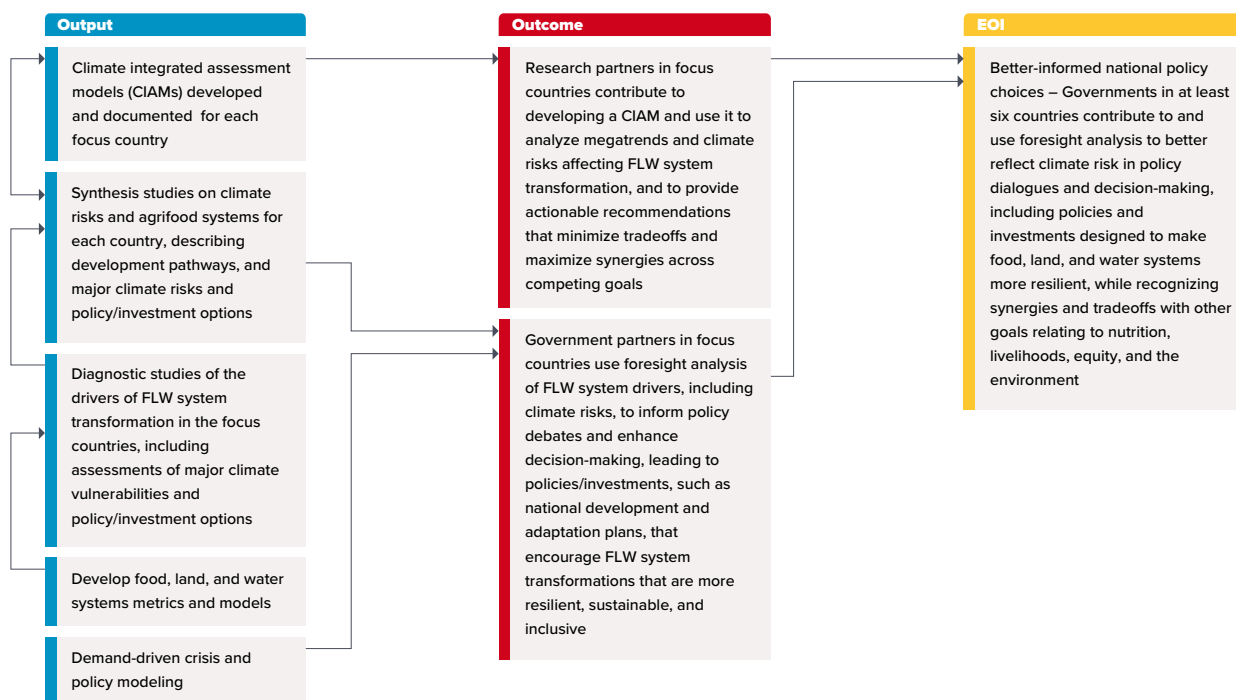 Output
Climate integrated assessment
models (CIAMs) developed
and documented for each
focus country
Synthesis studies on climate
risks and agrifood systems for
each country, describing
development pathways, and
major climate risks and
policy/investment options
Diagnostic studies of the
drivers of FLW system
transformation in the focus
countries, including
assessments of major climate
vulnerabilities and
policy/investment options
Develop food, land, and water
systems metrics and models
Demand-driven crisis and
policy modeling
Outcome
Research partners in focus
countries contribute to
developing a CIAM and use it to
analyze megatrends and climate
risks affecting FLW system
transformation, and to provide
actionable recommendations
that minimize tradeoffs and
maximize synergies across
competing goals
Government partners in focus
countries use foresight analysis
of FLW system drivers, including
climate risks, to inform policy
debates and enhance
decision-making, leading to
policies/investments, such as
national development and
adaptation plans, that
encourage FLW system
transformations that are more
resilient, sustainable, and
inclusive
EOI
Better-informed national policy
choices – Governments in at least
six countries contribute to and
use foresight analysis to better
reflect climate risk in policy
dialogues and decision-making,
including policies and
investments designed to make
food, land, and water systems
more resilient, while recognizing
synergies and tradeoffs with other
goals relating to nutrition,
livelihoods, equity, and the
environment